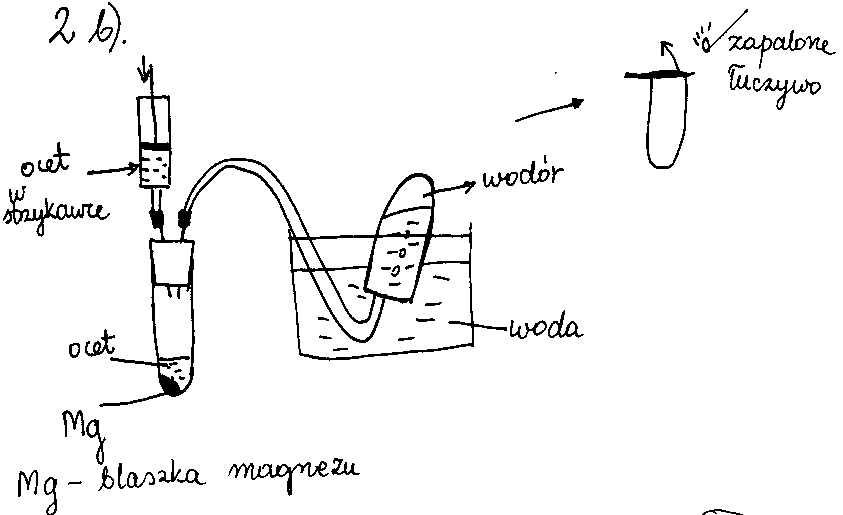 2 b).
zapalone
łuczywo
ocet
w
strzykawce
wodór
woda
ocet
Mg
Mg - blaszka magnezu